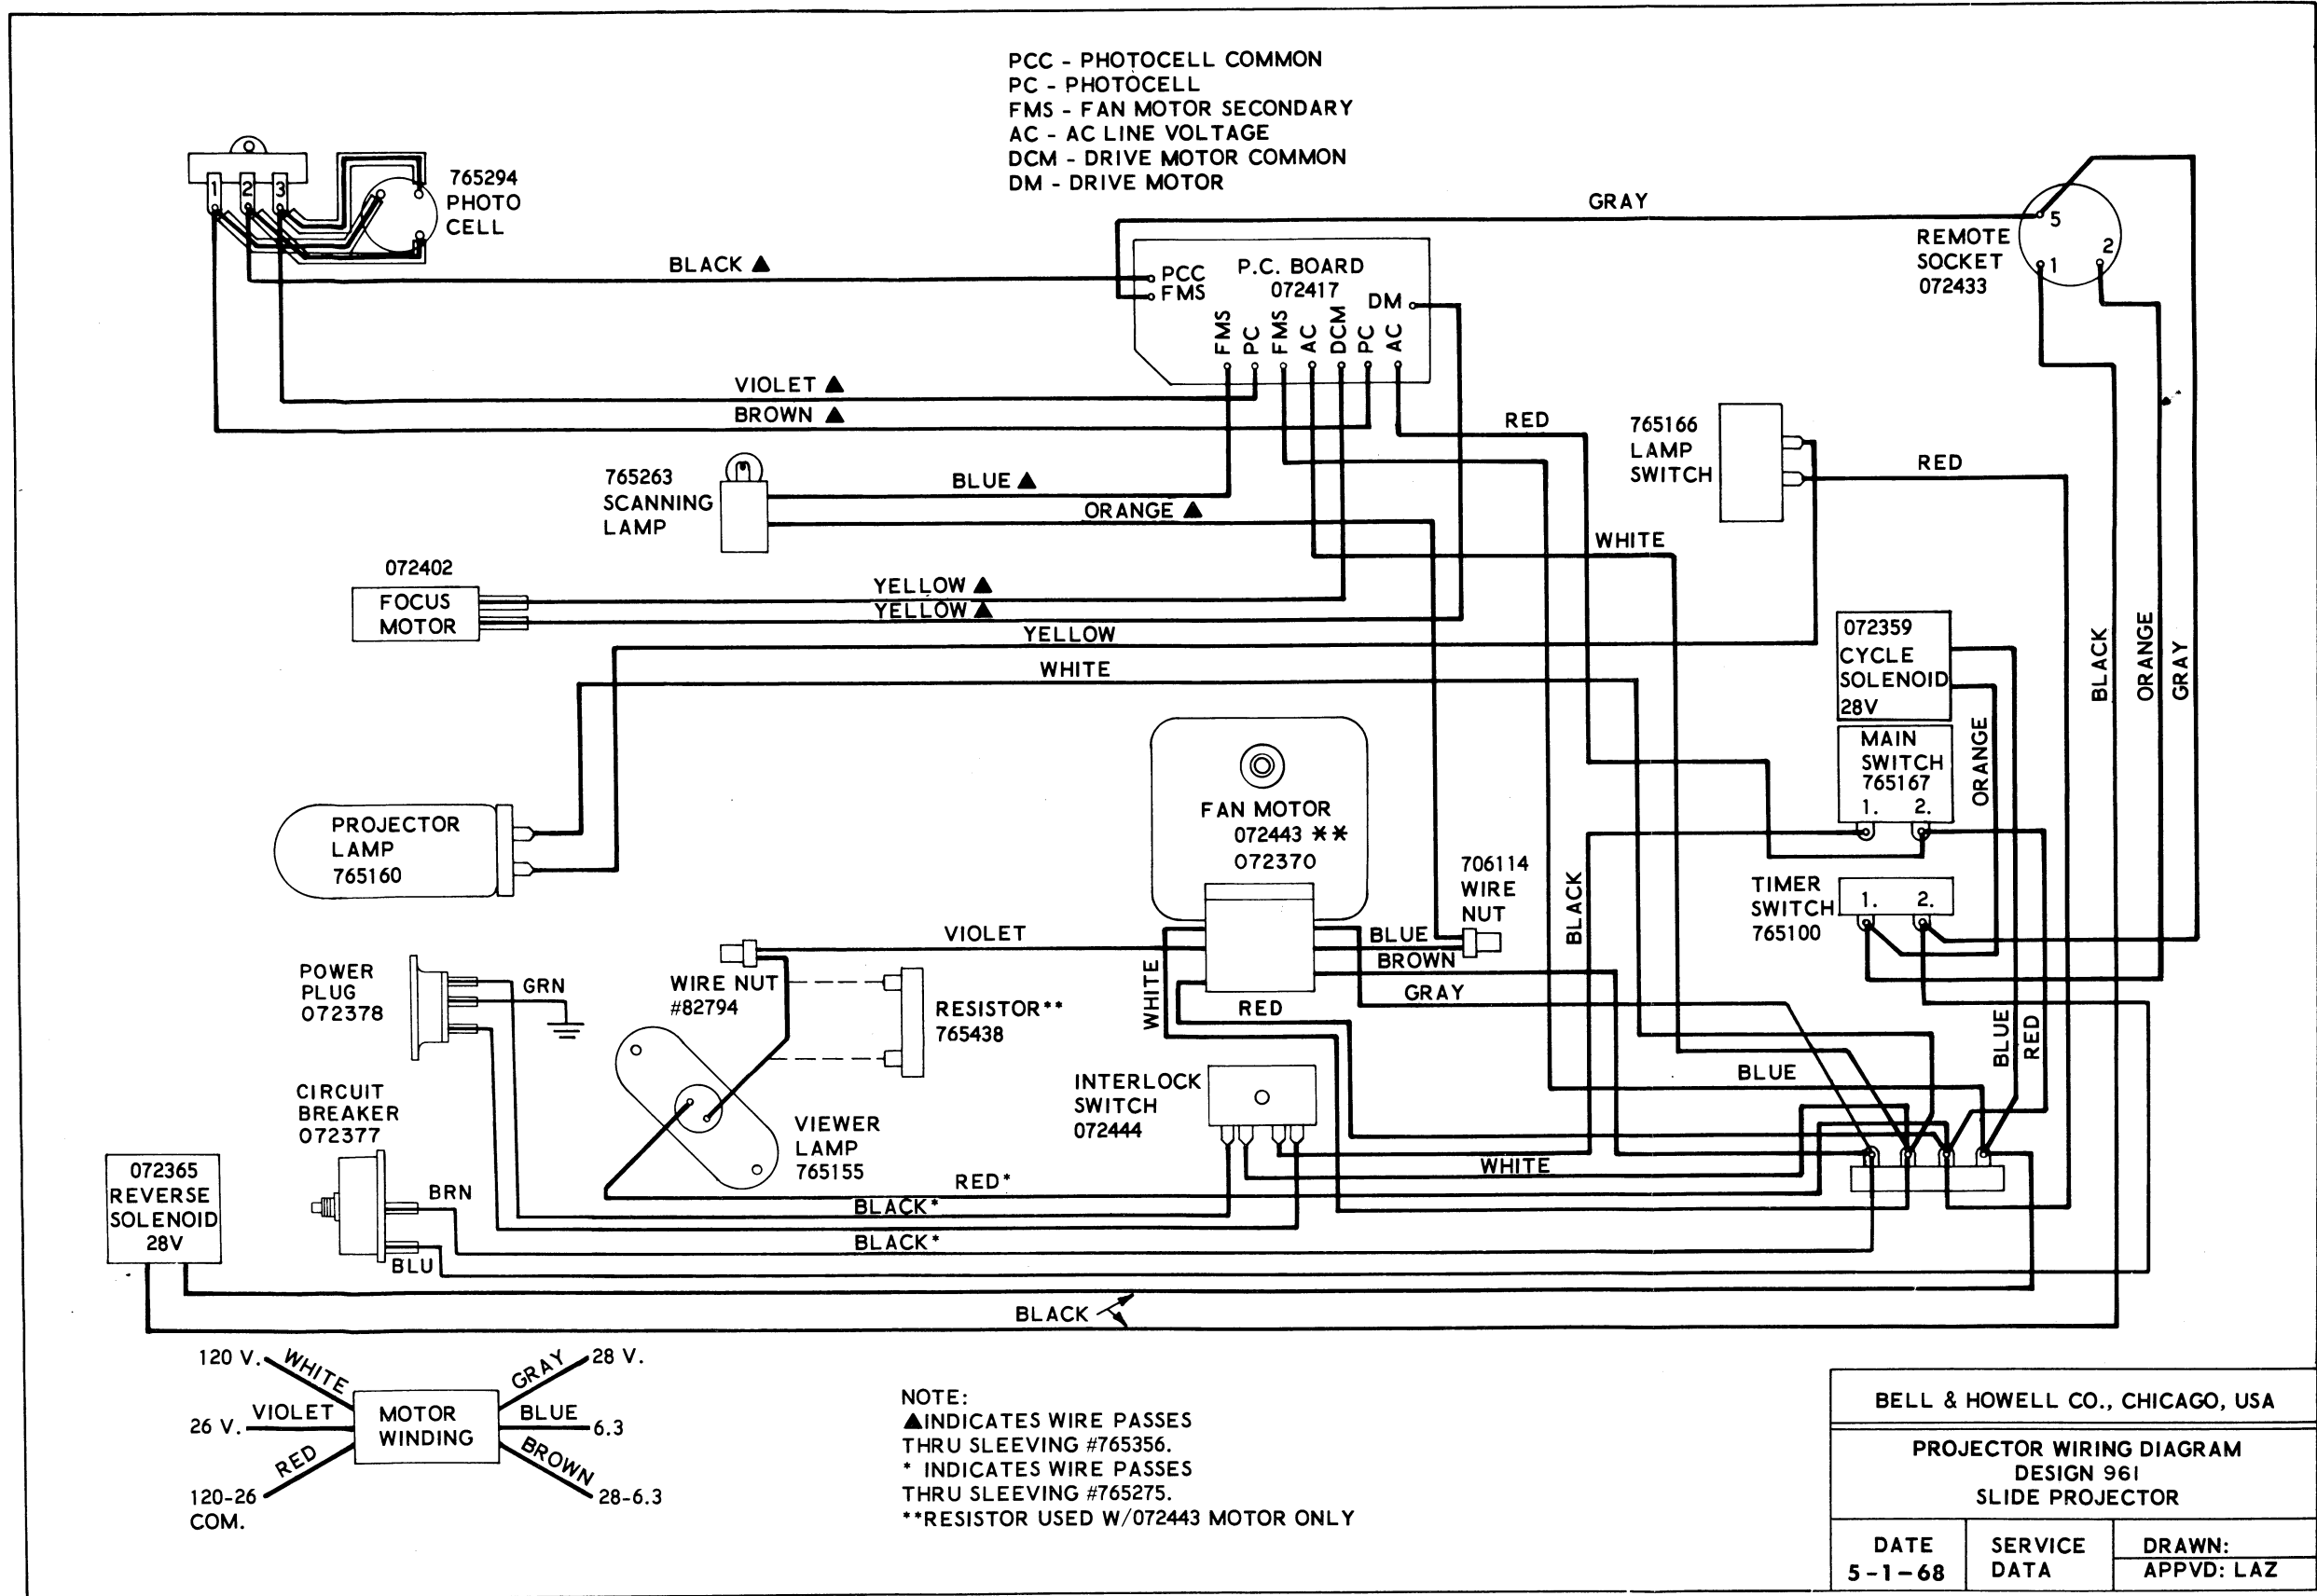 PCC - PHOTOCELL COMMON
PC - PHOTOCELL
FMS - FAN MOTOR SECONDARY
AC - AC LINE VOLTAGE
DCM - DRIVE MOTOR COMMON
DM - DRIVE MOTOR
1 2 3
765294
PHOTO
CELL
GRAY
5
1
2
REMOTE
SOCKET
072433
BLACK ▲
PCC
FMS
P.C. BOARD
072417
DM
FMS
PC
FMS
AC
DCM
PC
AC
VIOLET ▲
BROWN ▲
RED
765166
LAMP
SWITCH
RED
765263
SCANNING
LAMP
BLUE ▲
ORANGE ▲
WHITE
072402
FOCUS
MOTOR
YELLOW ▲
YELLOW ▲
YELLOW
WHITE
072359
CYCLE
SOLENOID
28V
BLACK
ORANGE
GRAY
ORANGE
MAIN
SWITCH
765167
1. 2.
PROJECTOR
LAMP
765160
FAN MOTOR
072443 **
072370
706114
WIRE
NUT
BLACK
TIMER
SWITCH
765100
1. 2.
VIOLET
BLUE
BROWN
GRAY
WHITE
RED
POWER
PLUG
072378
GRN
WIRE NUT
#82794
RESISTOR**
765438
BLUE
RED
BLUE
INTERLOCK
SWITCH
072444
CIRCUIT
BREAKER
072377
VIEWER
LAMP
765155
WHITE
072365
REVERSE
SOLENOID
28V
BRN
BLU
RED*
BLACK*
BLACK*
BLACK
120 V. WHITE
26 V. VIOLET
120-26 RED
COM.
MOTOR
WINDING
GRAY 28 V.
BLUE 6.3
BROWN 28-6.3
NOTE:
▲INDICATES WIRE PASSES
THRU SLEEVING #765356.
* INDICATES WIRE PASSES
THRU SLEEVING #765275.
**RESISTOR USED W/072443 MOTOR ONLY
BELL & HOWELL CO., CHICAGO, USA
PROJECTOR WIRING DIAGRAM
DESIGN 961
SLIDE PROJECTOR
DATE
5-1-68
SERVICE
DATA
DRAWN:
APPVD: LAZ